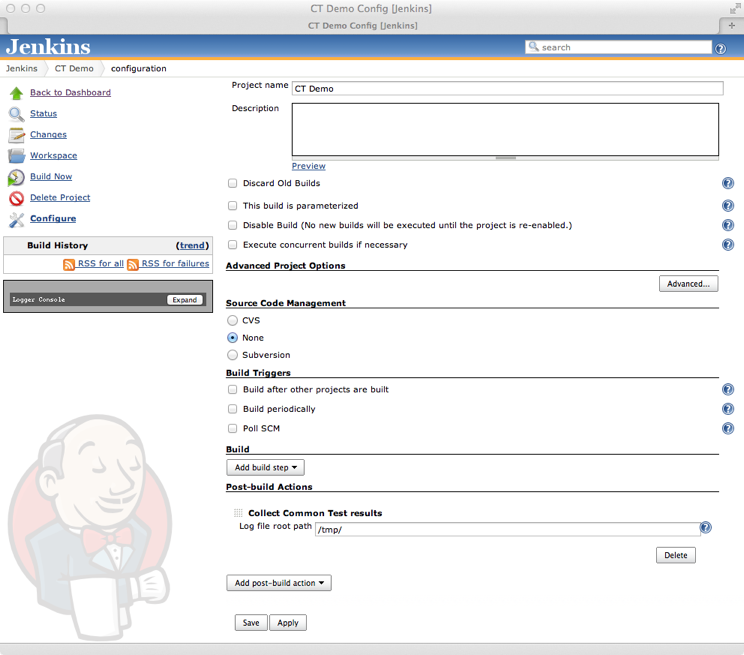 CT Demo Config [Jenkins]
CT Demo Config [Jenkins]
Jenkins
search
Jenkins CT Demo configuration
Back to Dashboard
Status
Changes
Workspace
Build Now
Delete Project
Configure
Build History (trend)
RSS for all RSS for failures
Logger Console Expand
Project name CT Demo
Description
Preview
Discard Old Builds
This build is parameterized
Disable Build (No new builds will be executed until the project is re-enabled.)
Execute concurrent builds if necessary
Advanced Project Options
Advanced...
Source Code Management
CVS
None
Subversion
Build Triggers
Build after other projects are built
Build periodically
Poll SCM
Build
Add build step
Post-build Actions
Collect Common Test results
Log file root path /tmp/
Delete
Add post-build action
Save Apply